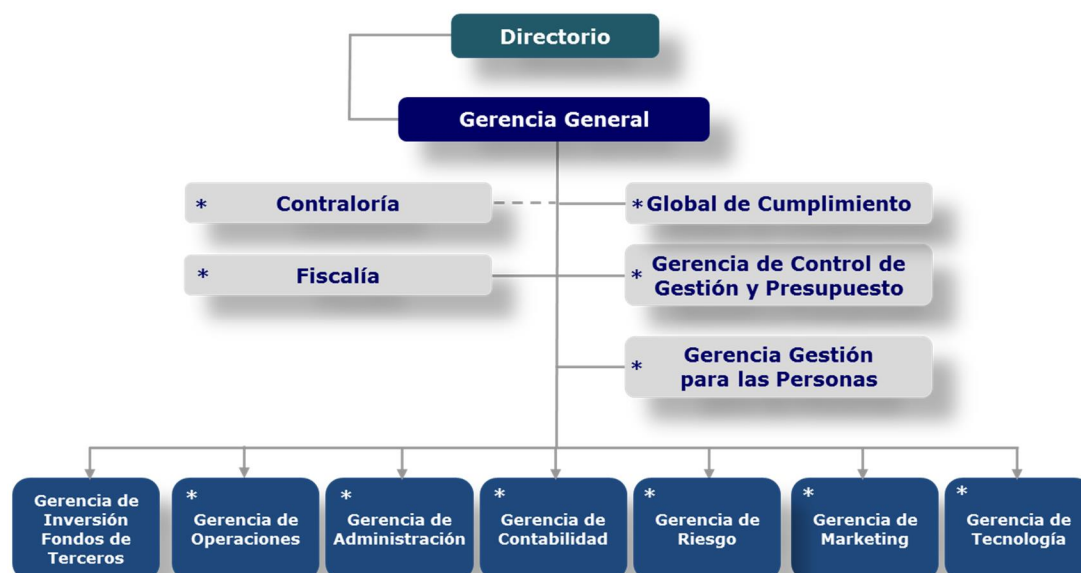 Directorio
Gerencia General
* Contraloría
* Global de Cumplimiento
* Fiscalía
* Gerencia de Control de
Gestión y Presupuesto
* Gerencia Gestión
para las Personas
Gerencia de
Inversión
Fondos de
Terceros
*
Gerencia de
Operaciones
*
Gerencia de
Administración
*
Gerencia de
Contabilidad
*
Gerencia de
Riesgo
*
Gerencia de
Marketing
*
Gerencia de
Tecnología